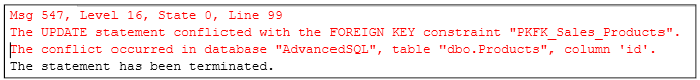 Msg 547, Level 16, State 0, Line 99
The UPDATE statement conflicted with the FOREIGN KEY constraint "PKFK_Sales_Products".
The conflict occurred in database "AdvancedSQL", table "dbo.Products", column 'id'.
The statement has been terminated.